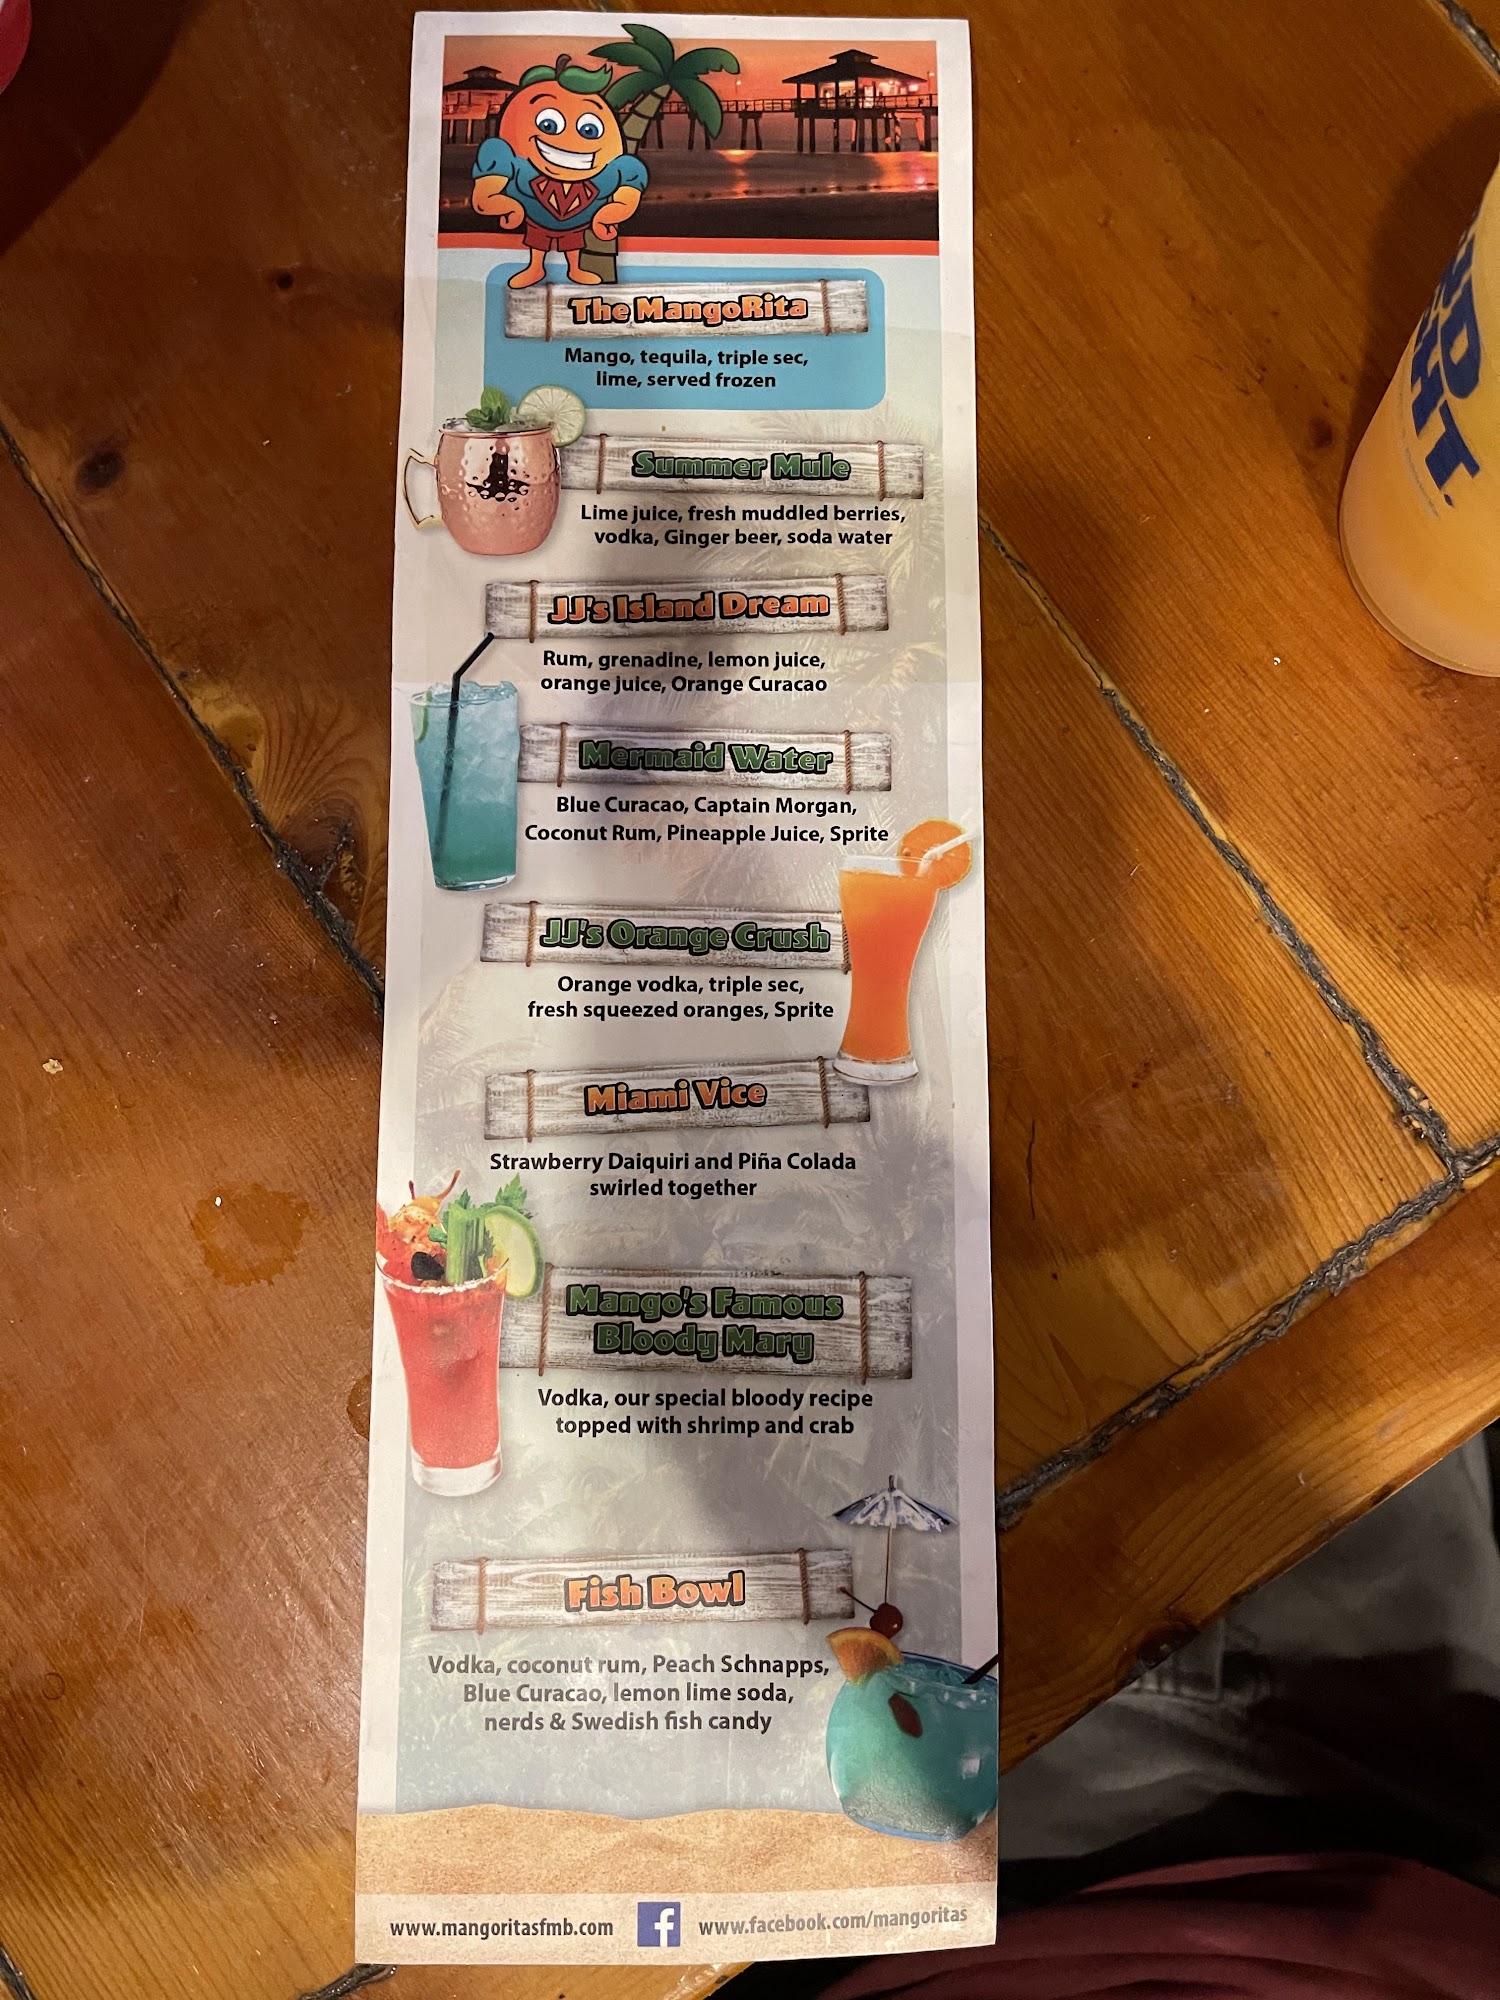 M
The MangoRita
Mango, tequila, triple sec,
lime, served frozen
Summer Mule
Lime juice, fresh muddled berries,
vodka, Ginger beer, soda water
JJ's Island Dream
Rum, grenadine, lemon juice,
orange juice, Orange Curacao
Mermaid Water
Blue Curacao, Captain Morgan,
Coconut Rum, Pineapple Juice, Sprite
JJ's Orange Crush
Orange vodka, triple sec,
fresh squeezed oranges, Sprite
Miami Vice
Strawberry Daiquiri and Piña Colada
swirled together
Mango's Famous
Bloody Mary
Vodka, our special bloody recipe
topped with shrimp and crab
Fish Bowl
Vodka, coconut rum, Peach Schnapps,
Blue Curacao, lemon lime soda,
nerds & Swedish fish candy
www.mangoritasfmb.com f www.facebook.com/mangoritas